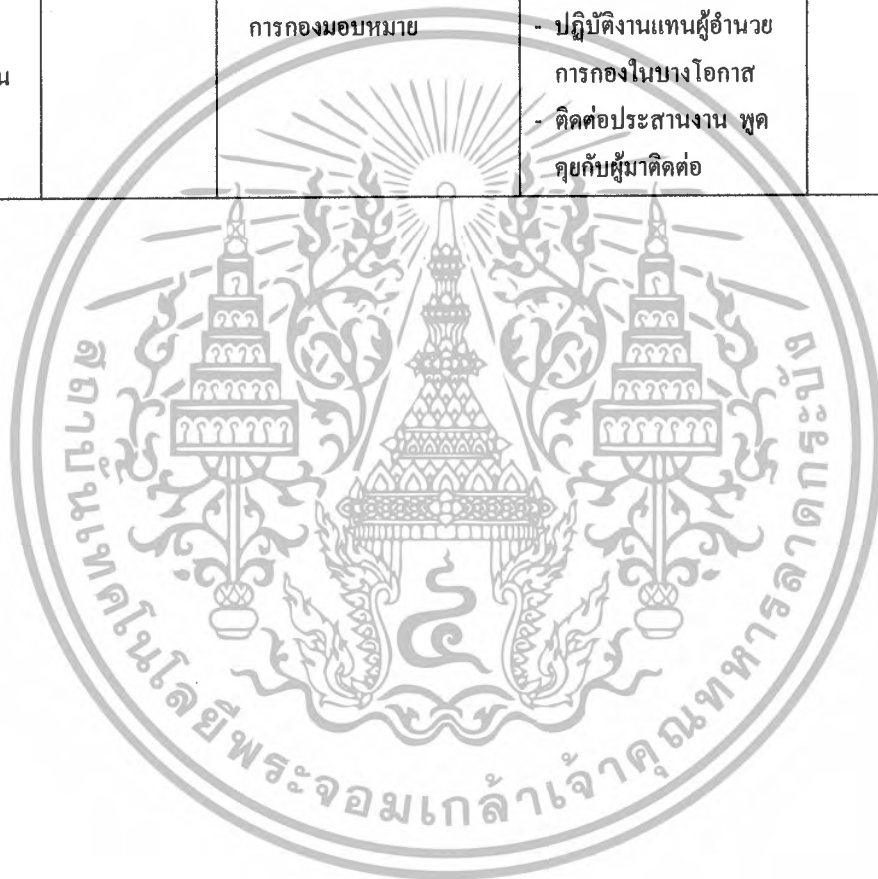 การกองมอบหมาย
- ปฏิบัติงานแทนผู้อำนวย
การกองในบางโอกาส
- ติดต่อประสานงาน พูด
คุยกับผู้มาติดต่อ
น
สถาบันเทคโนโลยีพระจอมเกล้าเจ้าคุณทหารลาดกระบัง
๔